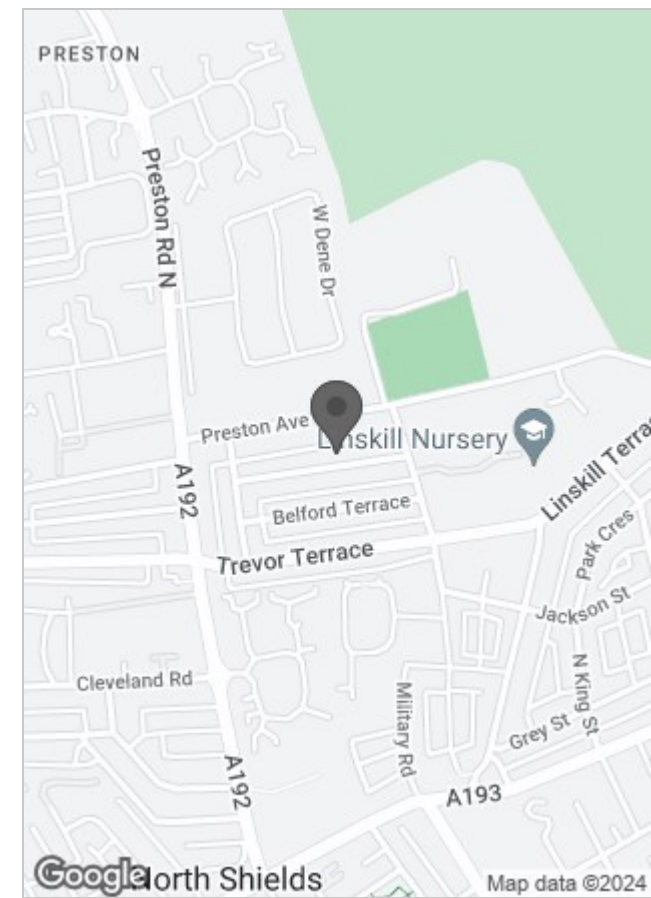 PRESTON
Preston Rd N
W Dene Dr
Preston Ave
Linskill Nursery
A192
Belford Terrace
Linskill Terra
Trevor Terrace
Park Cres
Jackson St
Cleveland Rd
N King St
Military Rd
Grey St
A192
A193
Google
North Shields
Map data ©2024